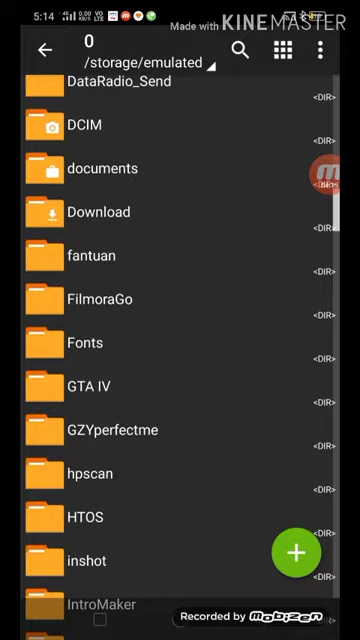 5:14
Made with KINEMASTER
0
/storage/emulated
DataRadio_Send
<DIR>
DCIM
<DIR>
documents
<DIR>
Download
<DIR>
fantuan
<DIR>
FilmoraGo
<DIR>
Fonts
<DIR>
GTA IV
<DIR>
GZYperfectme
<DIR>
hpscan
<DIR>
HTOS
<DIR>
inshot
<DIR>
IntroMaker
Recorded by mobizen